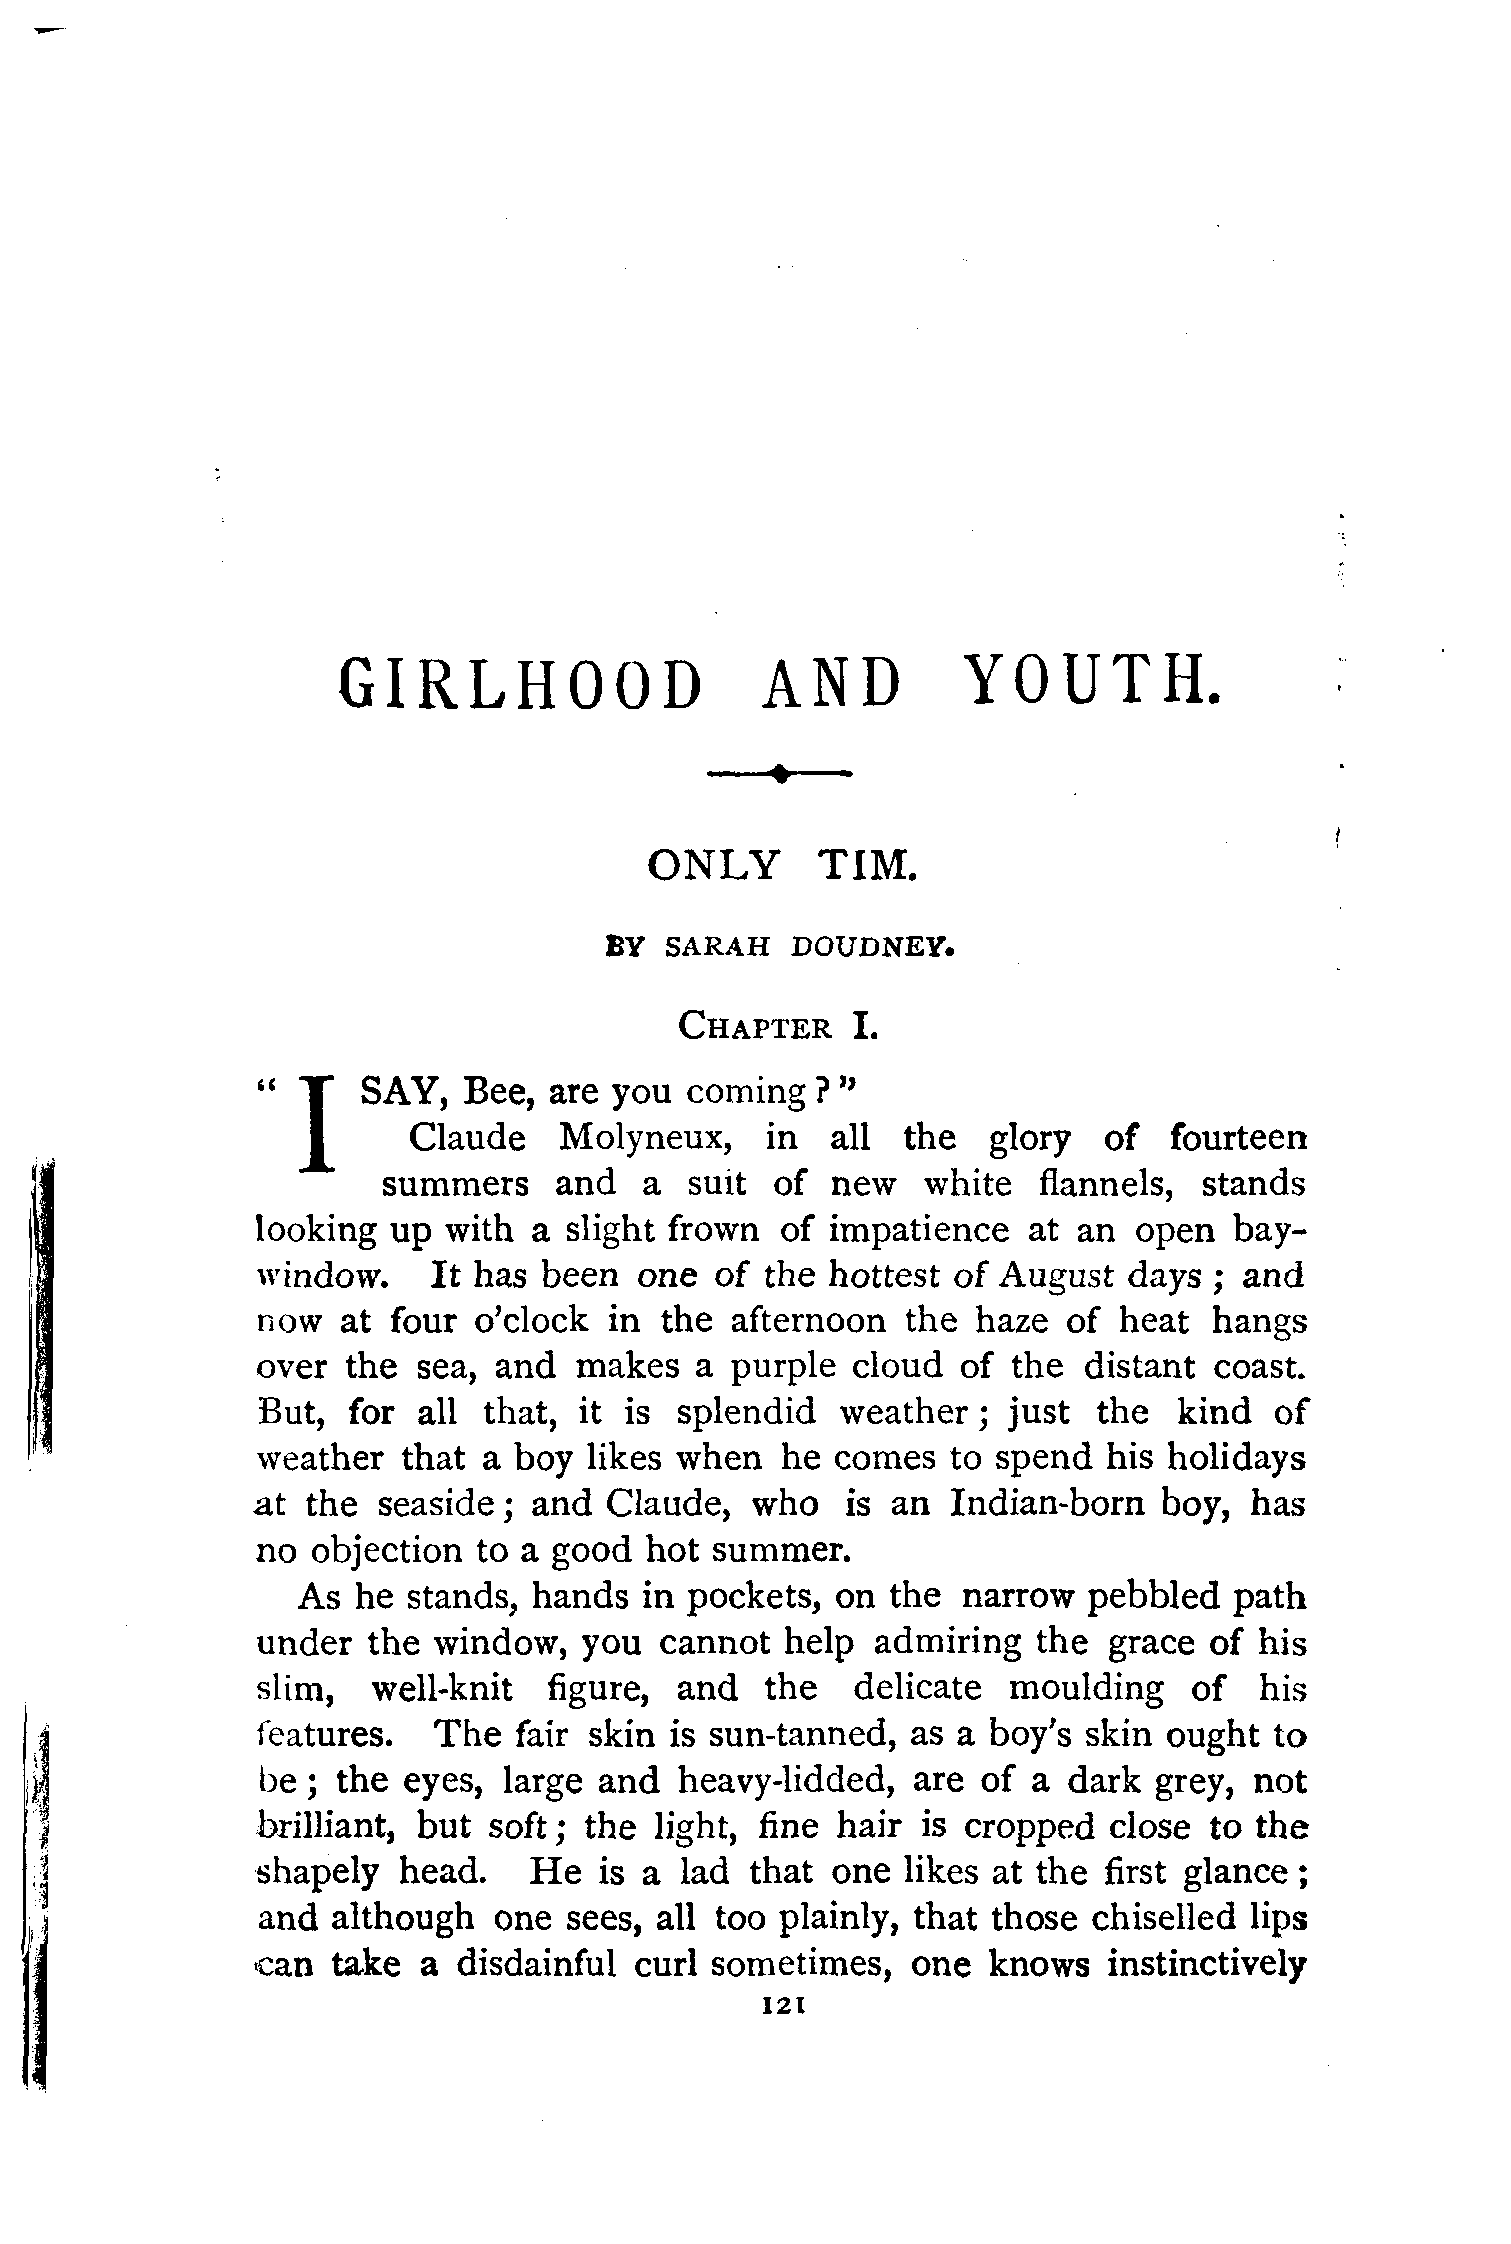 GIRLHOOD AND YOUTH.
ONLY TIM.
BY SARAH DOUDNEY.
CHAPTER I.
"I SAY, Bee, are you coming?"
Claude Molyneux, in all the glory of fourteen
summers and a suit of new white flannels, stands
looking up with a slight frown of impatience at an open bay-
window. It has been one of the hottest of August days; and
now at four o'clock in the afternoon the haze of heat hangs
over the sea, and makes a purple cloud of the distant coast.
But, for all that, it is splendid weather; just the kind of
weather that a boy likes when he comes to spend his holidays
at the seaside; and Claude, who is an Indian-born boy, has
no objection to a good hot summer.
As he stands, hands in pockets, on the narrow pebbled path
under the window, you cannot help admiring the grace of his
slim, well-knit figure, and the delicate moulding of his
features. The fair skin is sun-tanned, as a boy's skin ought to
be; the eyes, large and heavy-lidded, are of a dark grey, not
brilliant, but soft; the light, fine hair is cropped close to the
shapely head. He is a lad that one likes at the first glance;
and although one sees, all too plainly, that those chiselled lips
can take a disdainful curl sometimes, one knows instinctively
121